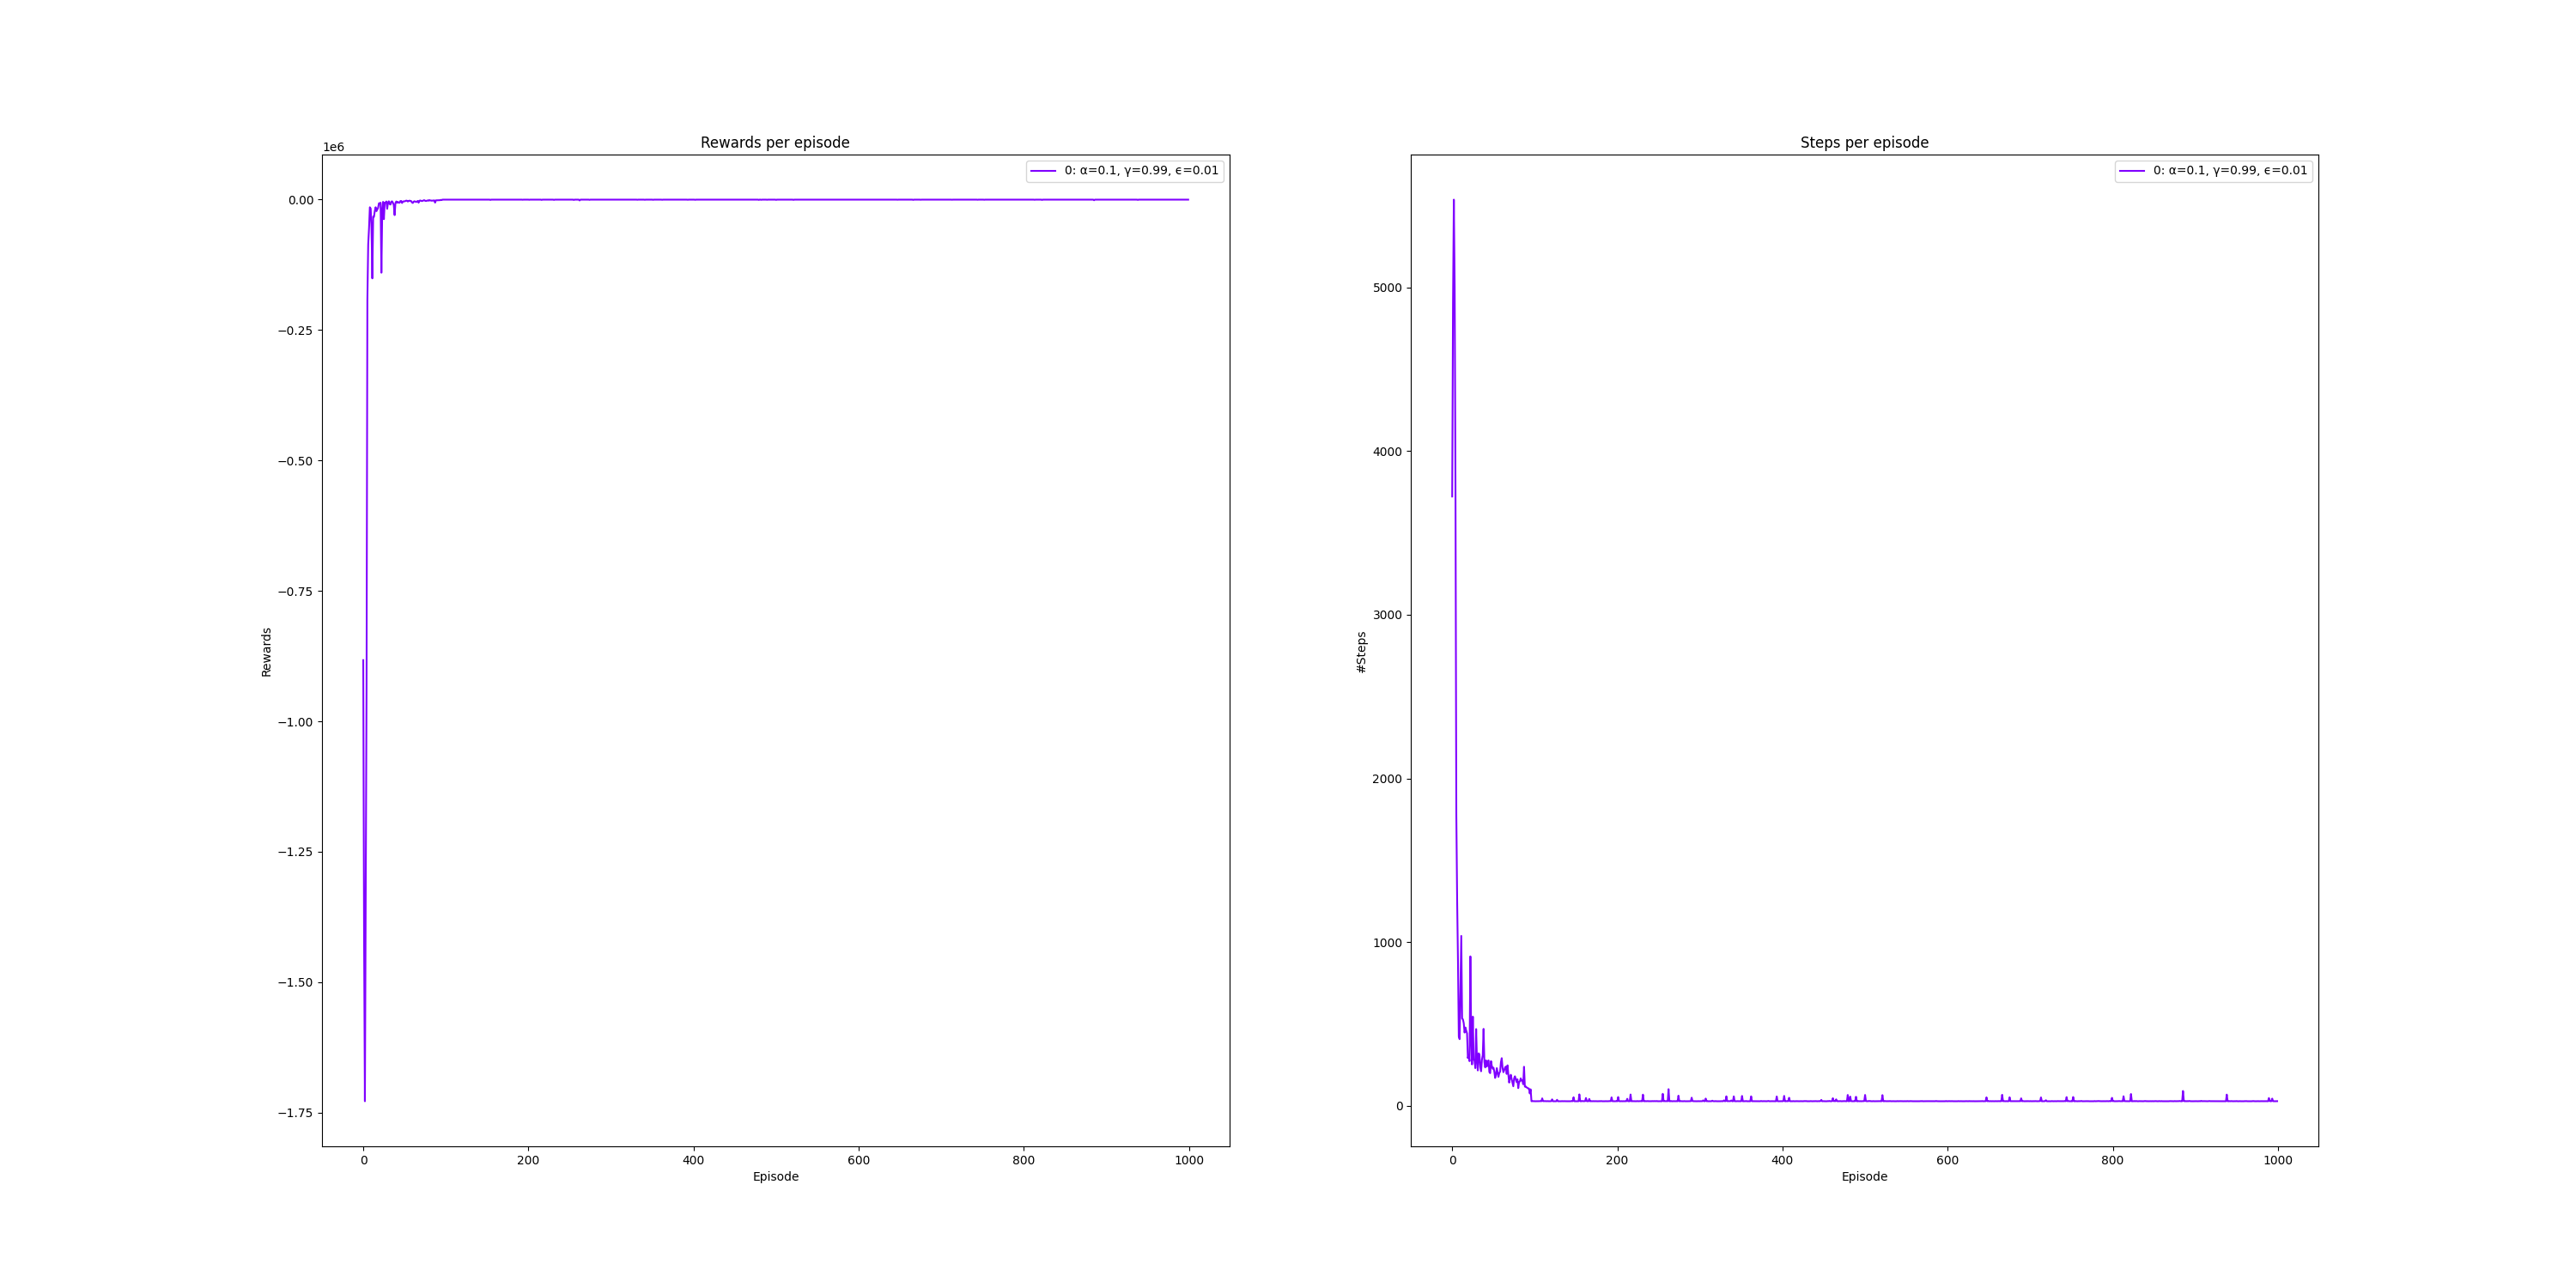 Rewards per episode
1e6
0: α=0.1, γ=0.99, ϵ=0.01
0.00
−0.25
−0.50
−0.75
−1.00
−1.25
−1.50
−1.75
Rewards
0 200 400 600 800 1000
Episode
Steps per episode
0: α=0.1, γ=0.99, ϵ=0.01
5000
4000
3000
2000
1000
0
#Steps
0 200 400 600 800 1000
Episode